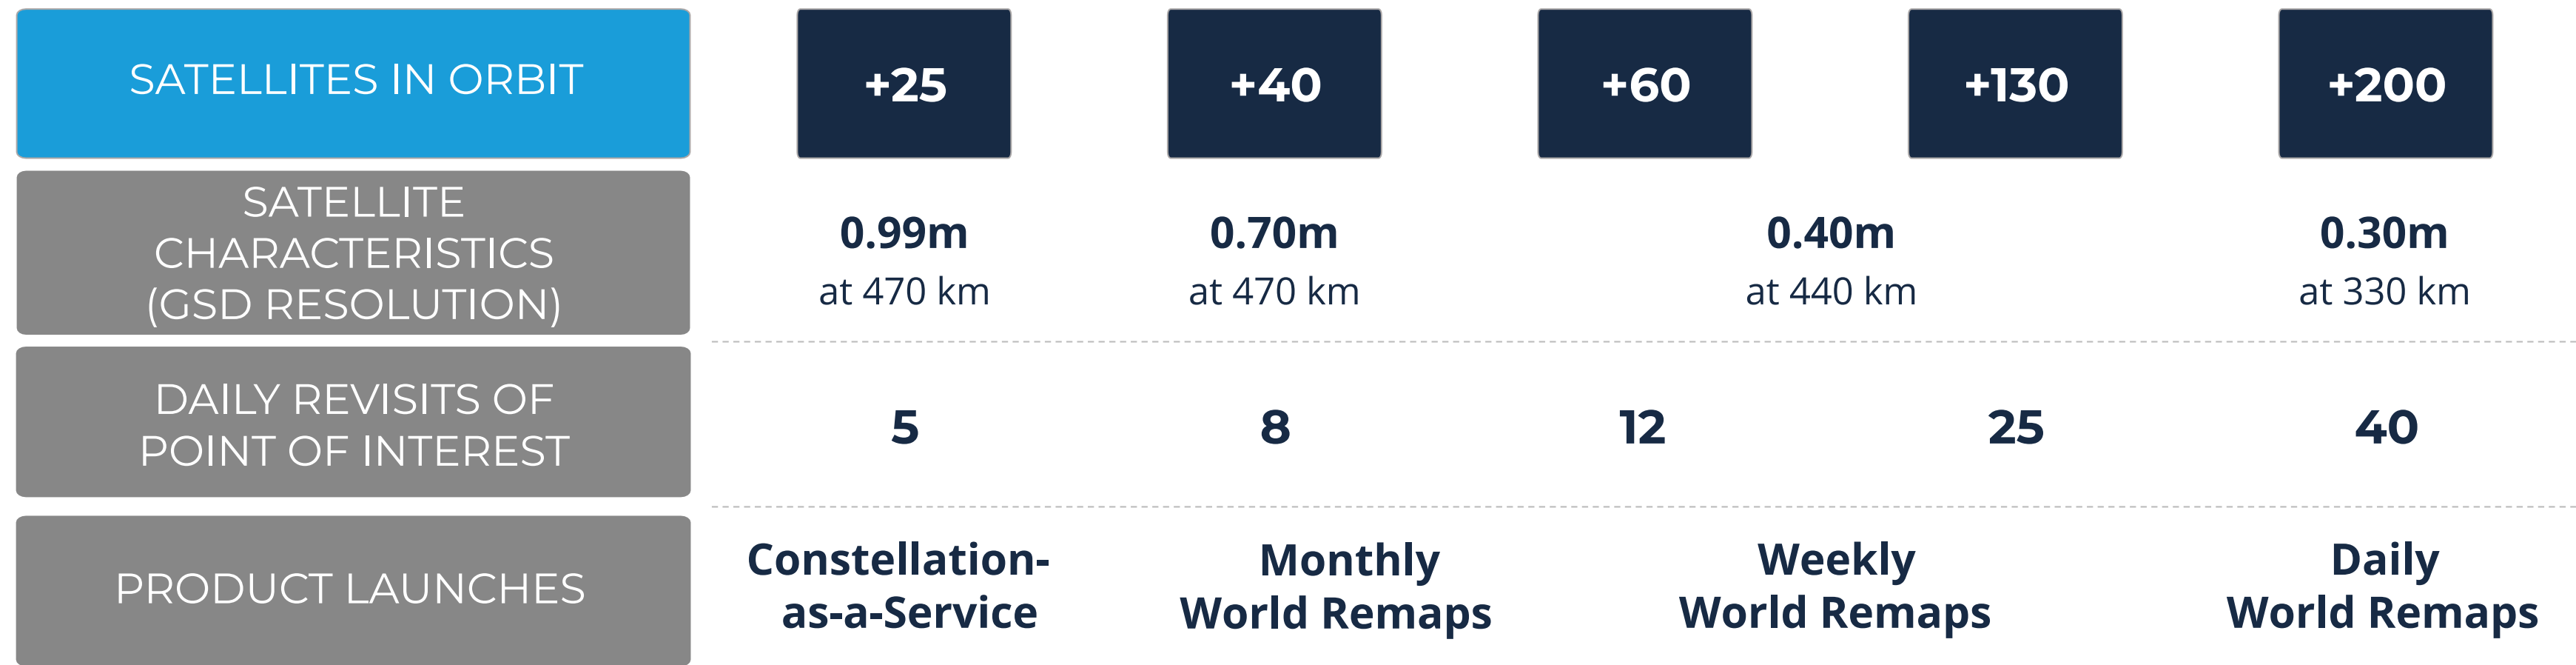 SATELLITES IN ORBIT
+25
+40
+60
+130
+200
SATELLITE
CHARACTERISTICS
(GSD RESOLUTION)
0.99m
at 470 km
0.70m
at 470 km
0.40m
at 440 km
0.30m
at 330 km
DAILY REVISITS OF
POINT OF INTEREST
5
8
12
25
40
PRODUCT LAUNCHES
Constellation-
as-a-Service
Monthly
World Remaps
Weekly
World Remaps
Daily
World Remaps